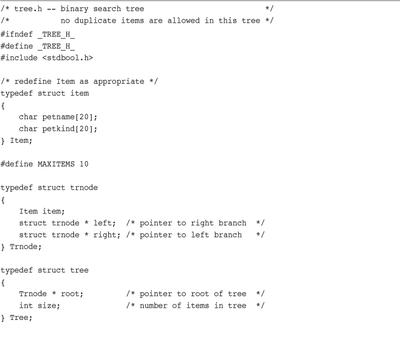 /* tree.h -- binary search tree */
/* no duplicate items are allowed in this tree */
#ifndef _TREE_H_
#define _TREE_H_
#include <stdbool.h>
/* redefine Item as appropriate */
typedef struct item
{
char petname[20];
char petkind[20];
} Item;
#define MAXITEMS 10
typedef struct trnode
{
Item item;
struct trnode * left; /* pointer to right branch */
struct trnode * right; /* pointer to left branch */
} Trnode;
typedef struct tree
{
Trnode * root; /* pointer to root of tree */
int size; /* number of items in tree */
} Tree;